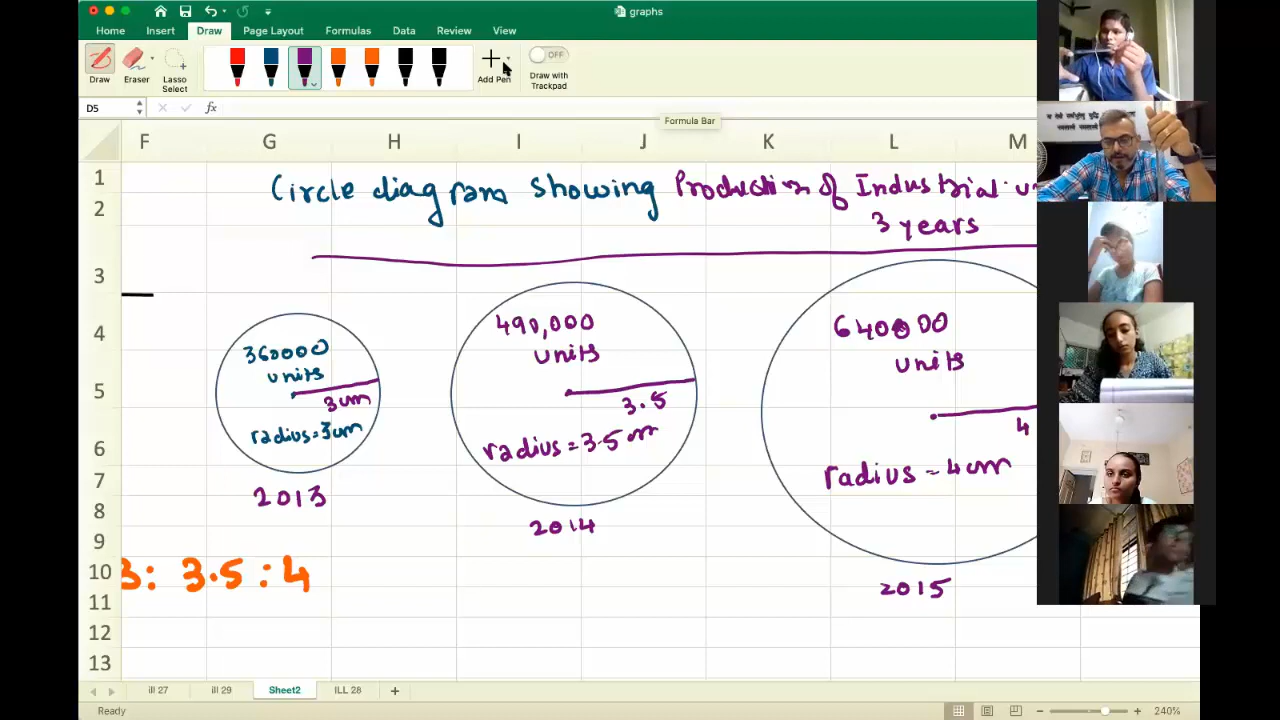 graphs
Home Insert Draw Page Layout Formulas Data Review View
Draw Eraser Lasso Select Add Pen OFF Draw with Trackpad
D5 fx
Formula Bar
F G H I J K L M
1 2 3 4 5 6 7 8 9 10 11 12 13
Circle diagram showing Production of Industrial
3 years
360000
units
3cm
radius=3cm
2013
490,000
units
3.5
radius=3.5cm
2014
640000
units
4
radius=4cm
2015
3: 3.5:4
ill 27 ill 29 Sheet2 ILL 28 +
Ready 240%